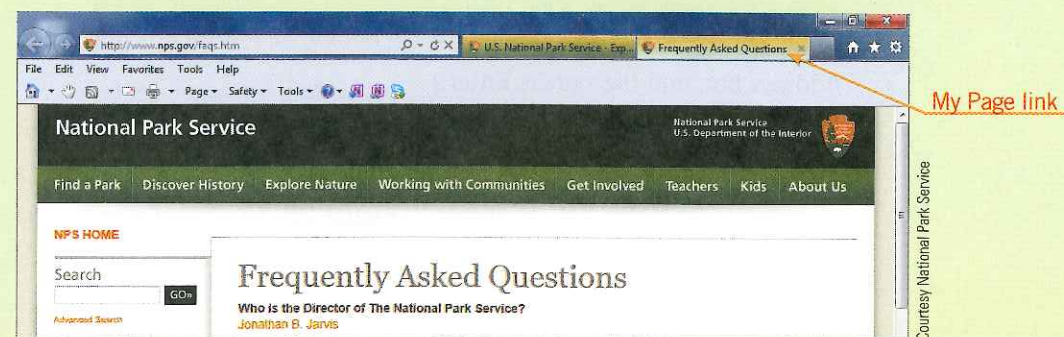 http://www.nps.gov/faqs.htm
U.S. National Park Service - Exp...
Frequently Asked Questions
File Edit View Favorites Tools Help
Page Safety Tools
My Page link
National Park Service
National Park Service
U.S. Department of the Interior
Find a Park Discover History Explore Nature Working with Communities Get Involved Teachers Kids About Us
NPS HOME
Search
GO»
Advanced Search
Frequently Asked Questions
Who is the Director of The National Park Service?
Jonathan B. Jarvis
Courtesy National Park Service